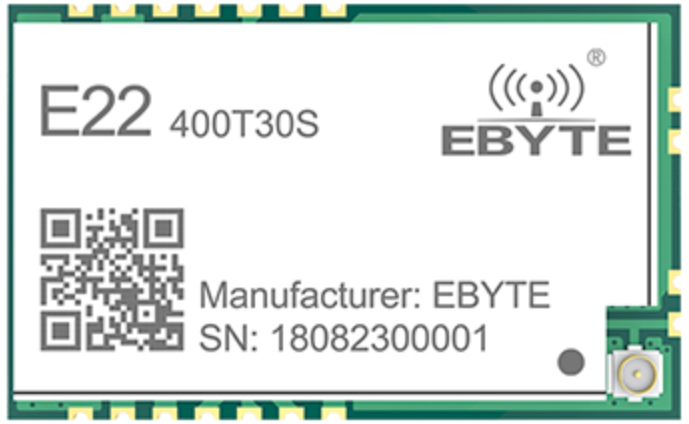 ®
E22 400T30S
EBYTE
Manufacturer: EBYTE
SN: 18082300001